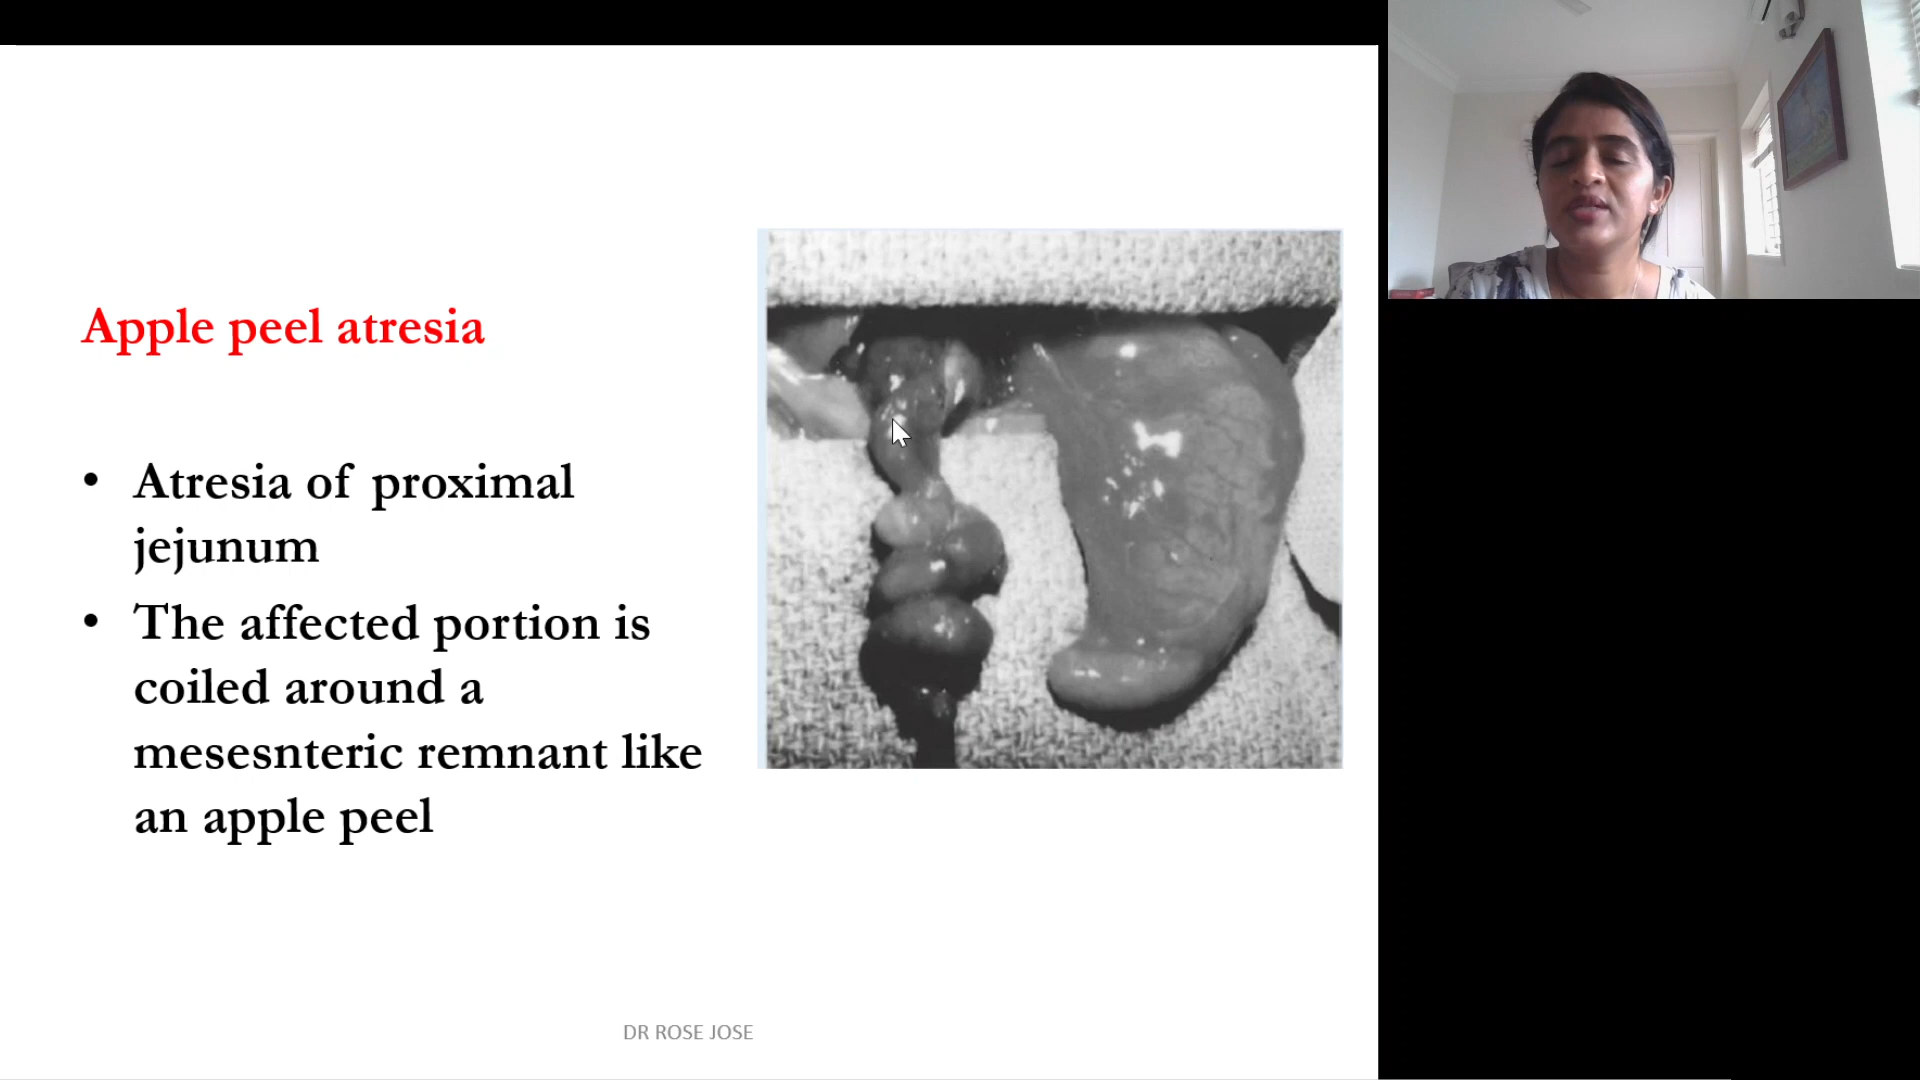 Apple peel atresia
• Atresia of proximal
jejunum
• The affected portion is
coiled around a
mesesnteric remnant like
an apple peel
DR ROSE JOSE